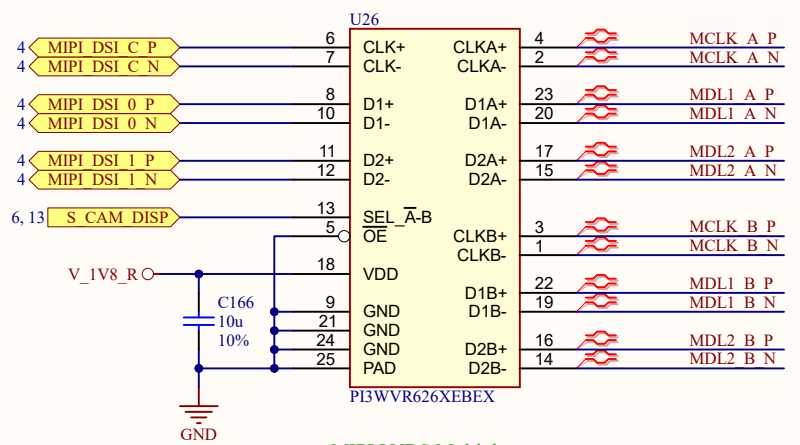 U26
4 MIPI_DSI_C_P 6 CLK+ CLKA+ 4 MCLK_A_P
4 MIPI_DSI_C_N 7 CLK- CLKA- 2 MCLK_A_N
4 MIPI_DSI_0_P 8 D1+ D1A+ 23 MDL1_A_P
4 MIPI_DSI_0_N 10 D1- D1A- 20 MDL1_A_N
4 MIPI_DSI_1_P 11 D2+ D2A+ 17 MDL2_A_P
4 MIPI_DSI_1_N 12 D2- D2A- 15 MDL2_A_N
6, 13 S_CAM_DISP 13 SEL_A̅-B
5 O̅E̅ CLKB+ 3 MCLK_B_P
CLKB- 1 MCLK_B_N
V_1V8_R 18 VDD
D1B+ 22 MDL1_B_P
C166 9 GND D1B- 19 MDL1_B_N
10u 21 GND
10% 24 GND D2B+ 16 MDL2_B_P
25 PAD D2B- 14 MDL2_B_N
PI3WVR626XEBEX
GND